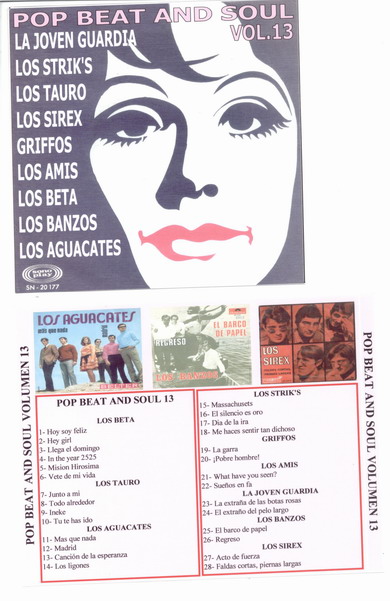 POP BEAT AND SOUL
VOL.13
LA JOVEN GUARDIA
LOS STRIK'S
LOS TAURO
LOS SIREX
GRIFFOS
LOS AMIS
LOS BETA
LOS BANZOS
LOS AGUACATES
SN - 20 177
LOS AGUACATES
BELTER
REGRESO
EL BARCO
DE PAPEL
LOS BANZOS
LOS
SIREX
POP BEAT AND SOUL VOLUMEN 13
POP BEAT AND SOUL 13
LOS BETA
1- Hoy soy feliz
2- Hey girl
3- Llega el domingo
4- In the year 2525
5- Mision Hirosima
6- Vete de mi vida
LOS TAURO
7- Junto a mi
8- Todo alrededor
9- Ineke
10- Tu te has ido
LOS AGUACATES
11- Mas que nada
12- Madrid
13- Canción de la esperanza
14- Los ligones
LOS STRIK'S
15- Massachusets
16- El silencio es oro
17- Dia de la ira
18- Me haces sentir tan dichoso
GRIFFOS
19- La garra
20- ¡Pobre hombre!
LOS AMIS
21- What have you seen?
22- Sueños en fa
LA JOVEN GUARDIA
23- La extraña de las botas rosas
24- El extraño del pelo largo
LOS BANZOS
25- El barco de papel
26- Regreso
LOS SIREX
27- Acto de fuerza
28- Faldas cortas, piernas largas
POP BEAT AND SOUL VOLUMEN 13